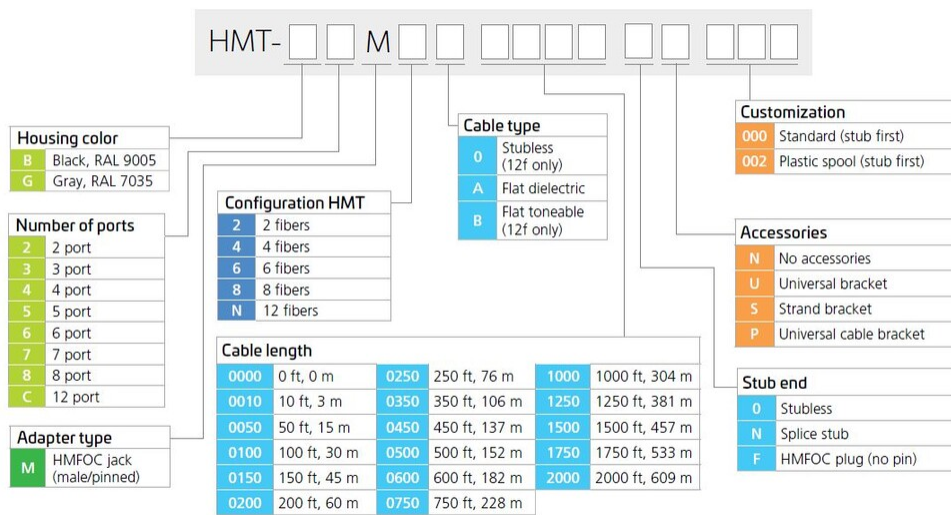 HMT-□□M□□ □□□□ □□ □□□
Housing color
B Black, RAL 9005
G Gray, RAL 7035
Number of ports
2 2 port
3 3 port
4 4 port
5 5 port
6 6 port
7 7 port
8 8 port
C 12 port
Adapter type
M HMFOC jack
(male/pinned)
Configuration HMT
2 2 fibers
4 4 fibers
6 6 fibers
8 8 fibers
N 12 fibers
Cable type
0 Stubless
(12f only)
A Flat dielectric
B Flat toneable
(12f only)
Cable length
0000 0 ft, 0 m 0250 250 ft, 76 m 1000 1000 ft, 304 m
0010 10 ft, 3 m 0350 350 ft, 106 m 1250 1250 ft, 381 m
0050 50 ft, 15 m 0450 450 ft, 137 m 1500 1500 ft, 457 m
0100 100 ft, 30 m 0500 500 ft, 152 m 1750 1750 ft, 533 m
0150 150 ft, 45 m 0600 600 ft, 182 m 2000 2000 ft, 609 m
0200 200 ft, 60 m 0750 750 ft, 228 m
Customization
000 Standard (stub first)
002 Plastic spool (stub first)
Accessories
N No accessories
U Universal bracket
S Strand bracket
P Universal cable bracket
Stub end
0 Stubless
N Splice stub
F HMFOC plug (no pin)